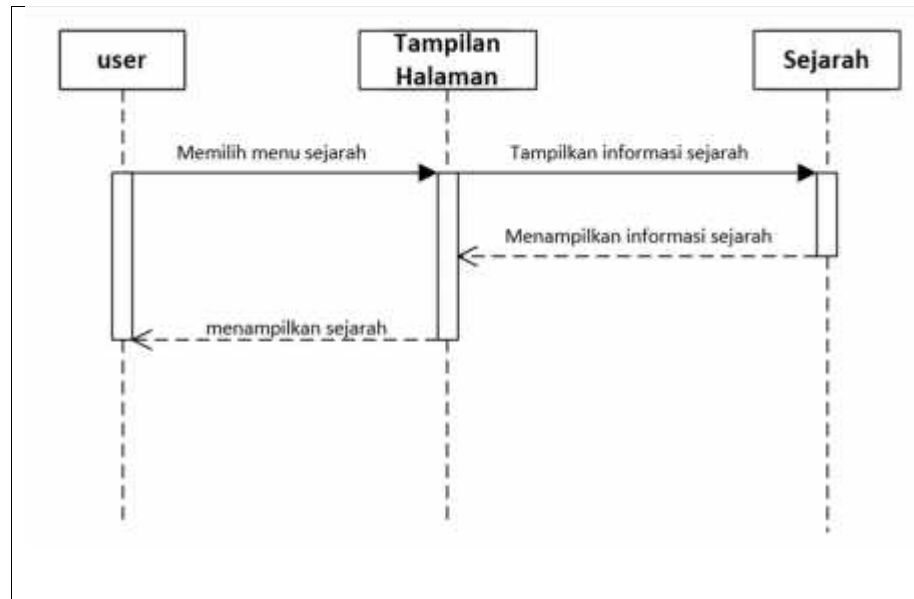 user
Tampilan
Halaman
Sejarah
Memilih menu sejarah
Tampilkan informasi sejarah
Menampilkan informasi sejarah
menampilkan sejarah